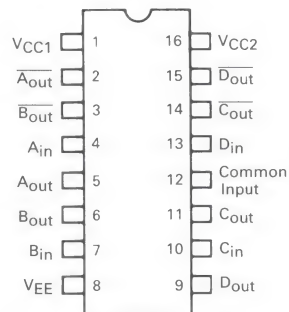 VCC1 1 16 VCC2
Aout 2 15 Dout
Bout 3 14 Cout
Ain 4 13 Din
Aout 5 12 Common Input
Bout 6 11 Cout
Bin 7 10 Cin
VEE 8 9 Dout